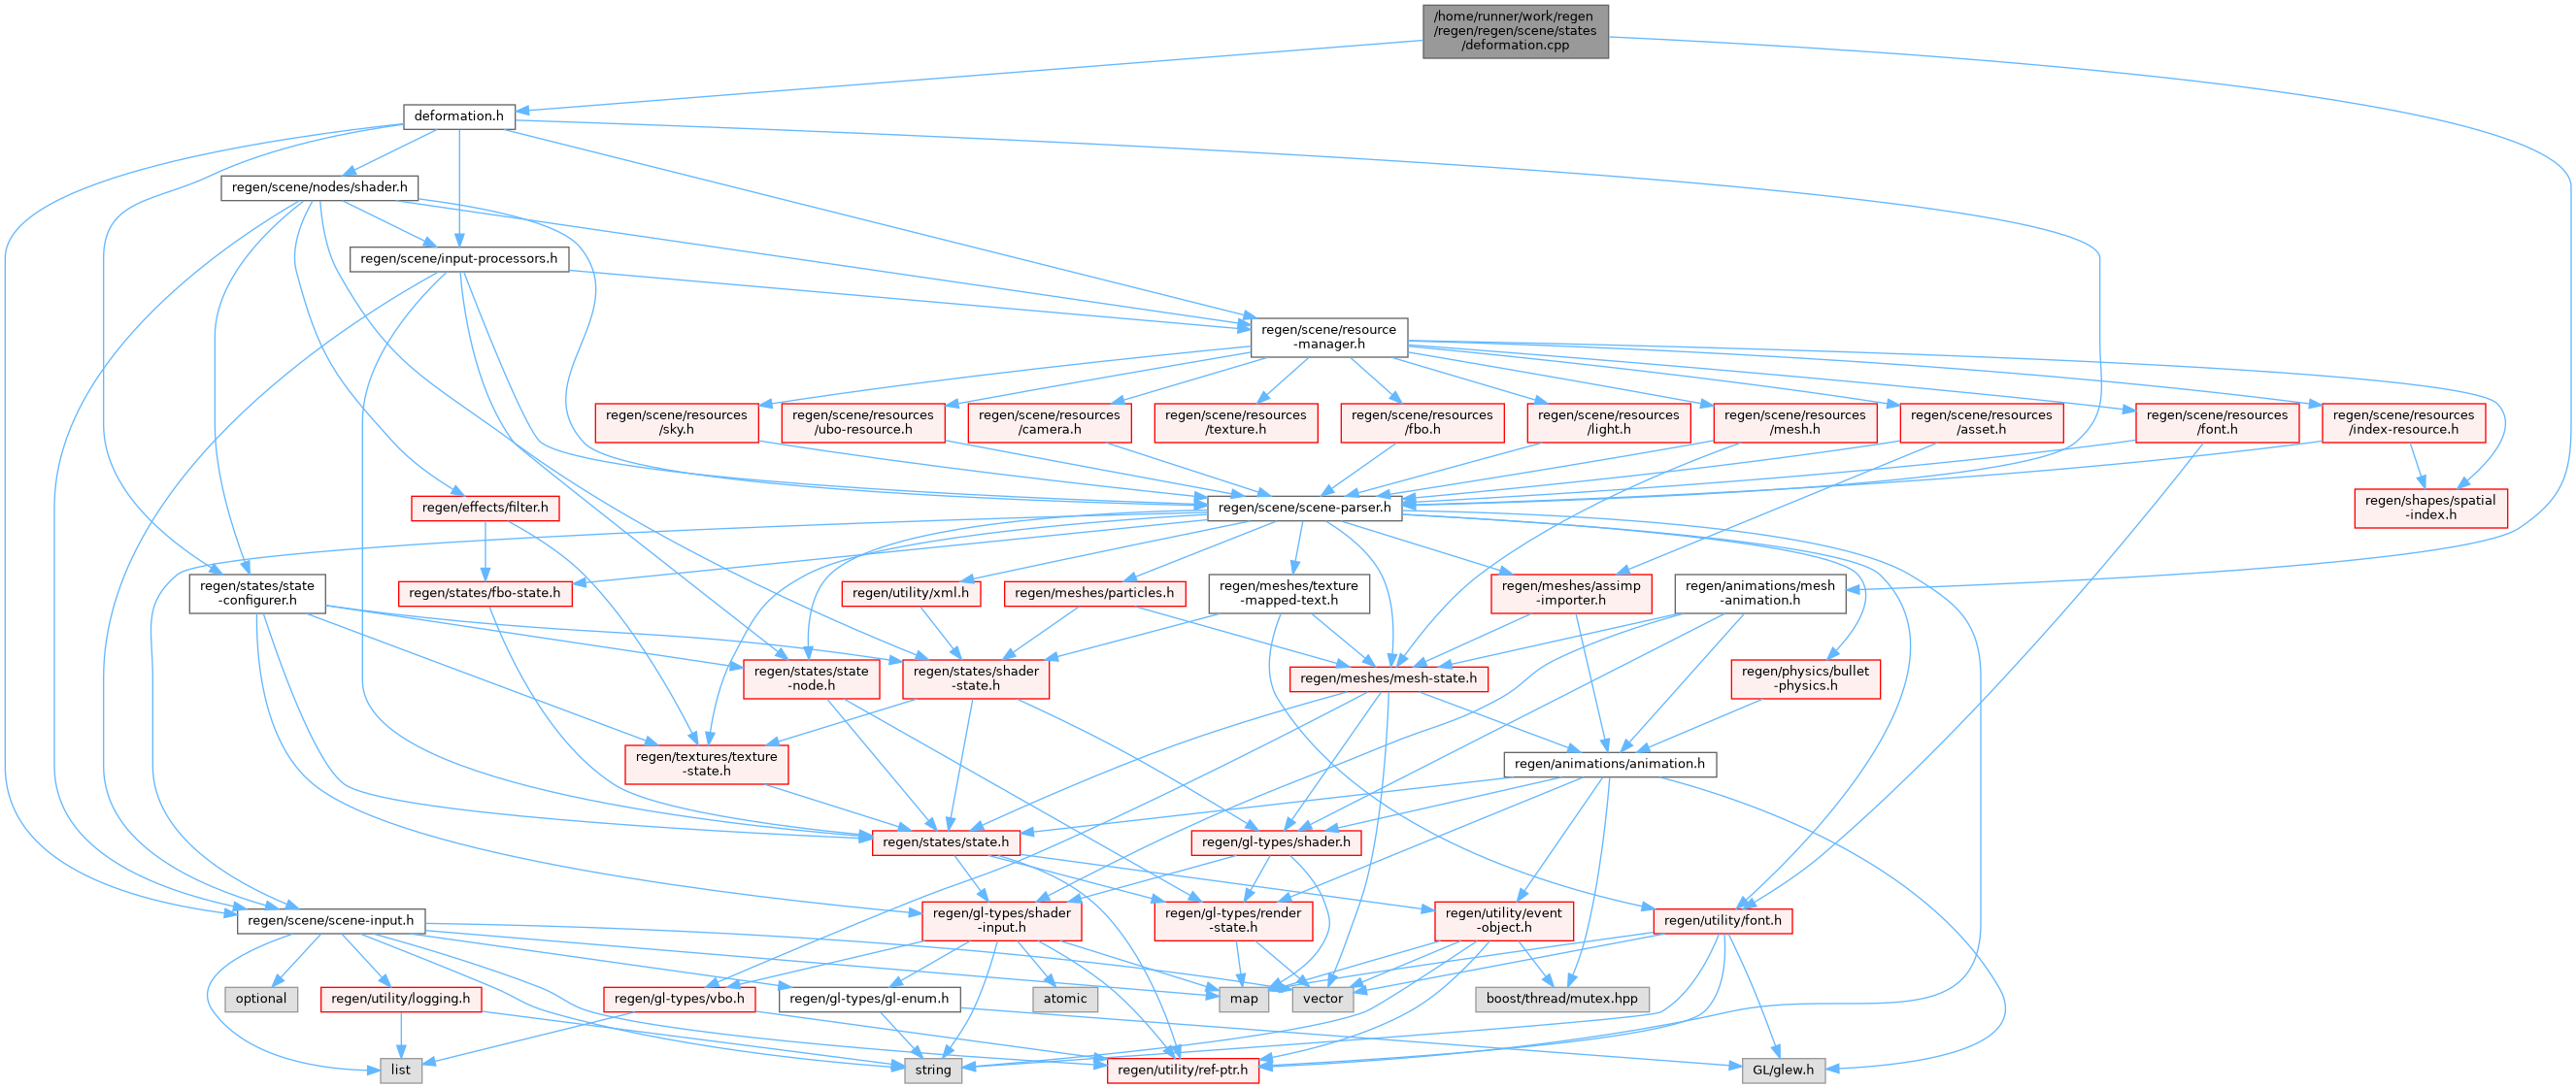 /home/runner/work/regen
/regen/regen/scene/states
/deformation.cpp
deformation.h
regen/scene/nodes/shader.h
regen/scene/input-processors.h
regen/scene/resource
-manager.h
regen/scene/resources
/sky.h
regen/scene/resources
/ubo-resource.h
regen/scene/resources
/camera.h
regen/scene/resources
/texture.h
regen/scene/resources
/fbo.h
regen/scene/resources
/light.h
regen/scene/resources
/mesh.h
regen/scene/resources
/asset.h
regen/scene/resources
/font.h
regen/scene/resources
/index-resource.h
regen/effects/filter.h
regen/scene/scene-parser.h
regen/shapes/spatial
-index.h
regen/states/state
-configurer.h
regen/states/fbo-state.h
regen/utility/xml.h
regen/meshes/particles.h
regen/meshes/texture
-mapped-text.h
regen/meshes/assimp
-importer.h
regen/animations/mesh
-animation.h
regen/states/state
-node.h
regen/states/shader
-state.h
regen/meshes/mesh-state.h
regen/physics/bullet
-physics.h
regen/textures/texture
-state.h
regen/animations/animation.h
regen/states/state.h
regen/gl-types/shader.h
regen/scene/scene-input.h
regen/gl-types/shader
-input.h
regen/gl-types/render
-state.h
regen/utility/event
-object.h
regen/utility/font.h
optional
regen/utility/logging.h
regen/gl-types/vbo.h
regen/gl-types/gl-enum.h
atomic
map
vector
boost/thread/mutex.hpp
list
string
regen/utility/ref-ptr.h
GL/glew.h